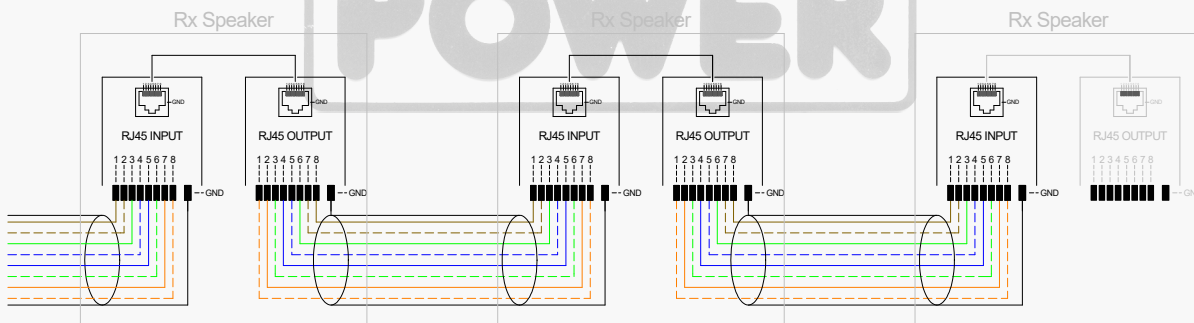 POWER
Rx Speaker
Rx Speaker
Rx Speaker
GND
GND
GND
GND
GND
GND
RJ45 INPUT
RJ45 OUTPUT
RJ45 INPUT
RJ45 OUTPUT
RJ45 INPUT
RJ45 OUTPUT
1 2 3 4 5 6 7 8
1 2 3 4 5 6 7 8
1 2 3 4 5 6 7 8
1 2 3 4 5 6 7 8
1 2 3 4 5 6 7 8
1 2 3 4 5 6 7 8
GND
GND
GND
GND
GND